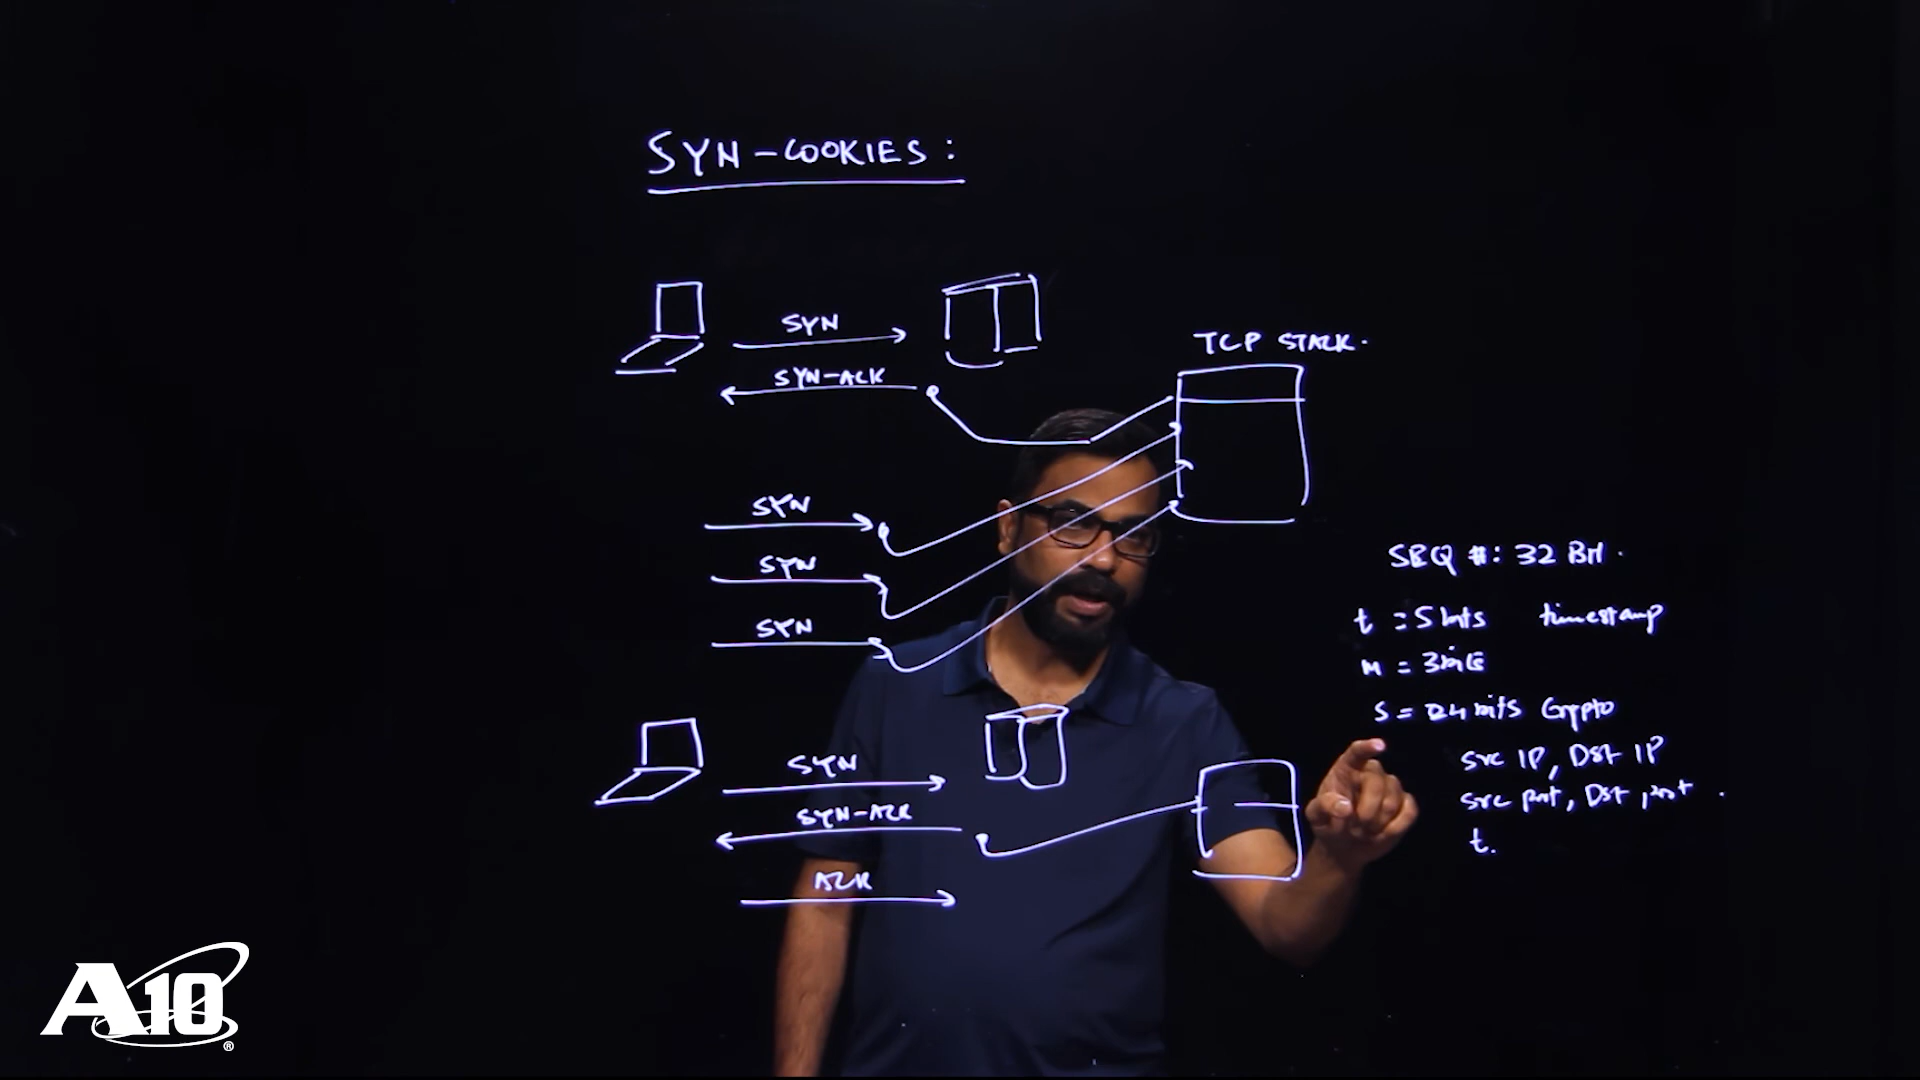 SYN-COOKIES:
SYN
SYN-ACK
TCP STACK.
SYN
SYN
SYN
SEQ #: 32 Bit.
t = 5 bits timestamp
M = 3 bits
S = 24 bits Crypto
Src IP, Dst IP
Src port, Dst port.
t.
SYN
SYN-ACK
ACK
A10®